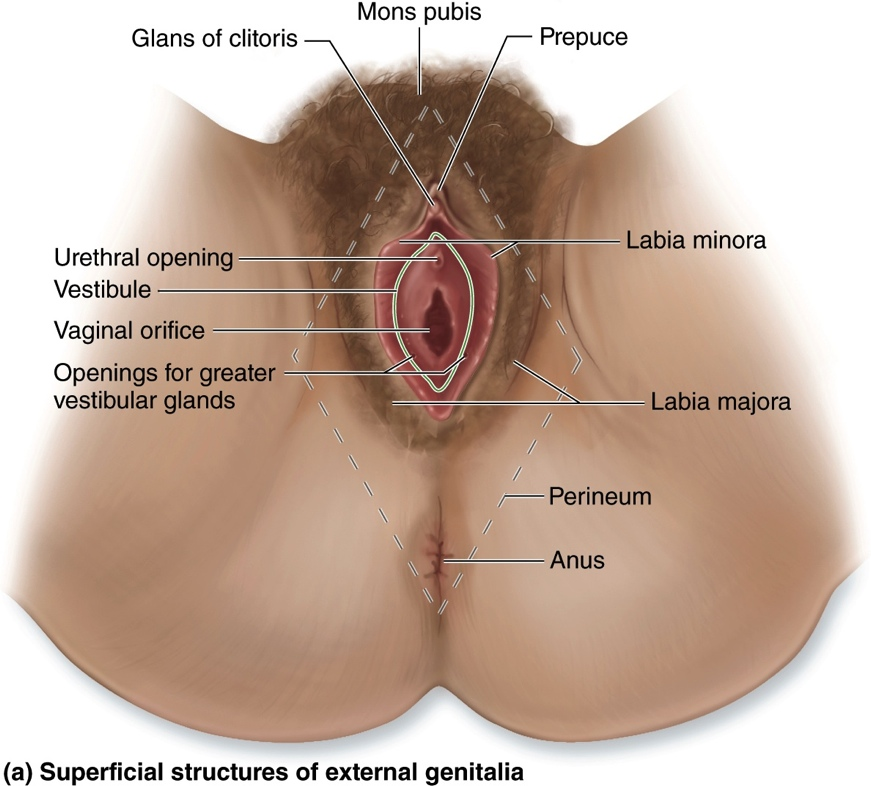 Mons pubis
Glans of clitoris
Prepuce
Labia minora
Urethral opening
Vestibule
Vaginal orifice
Openings for greater
vestibular glands
Labia majora
Perineum
Anus
(a) Superficial structures of external genitalia